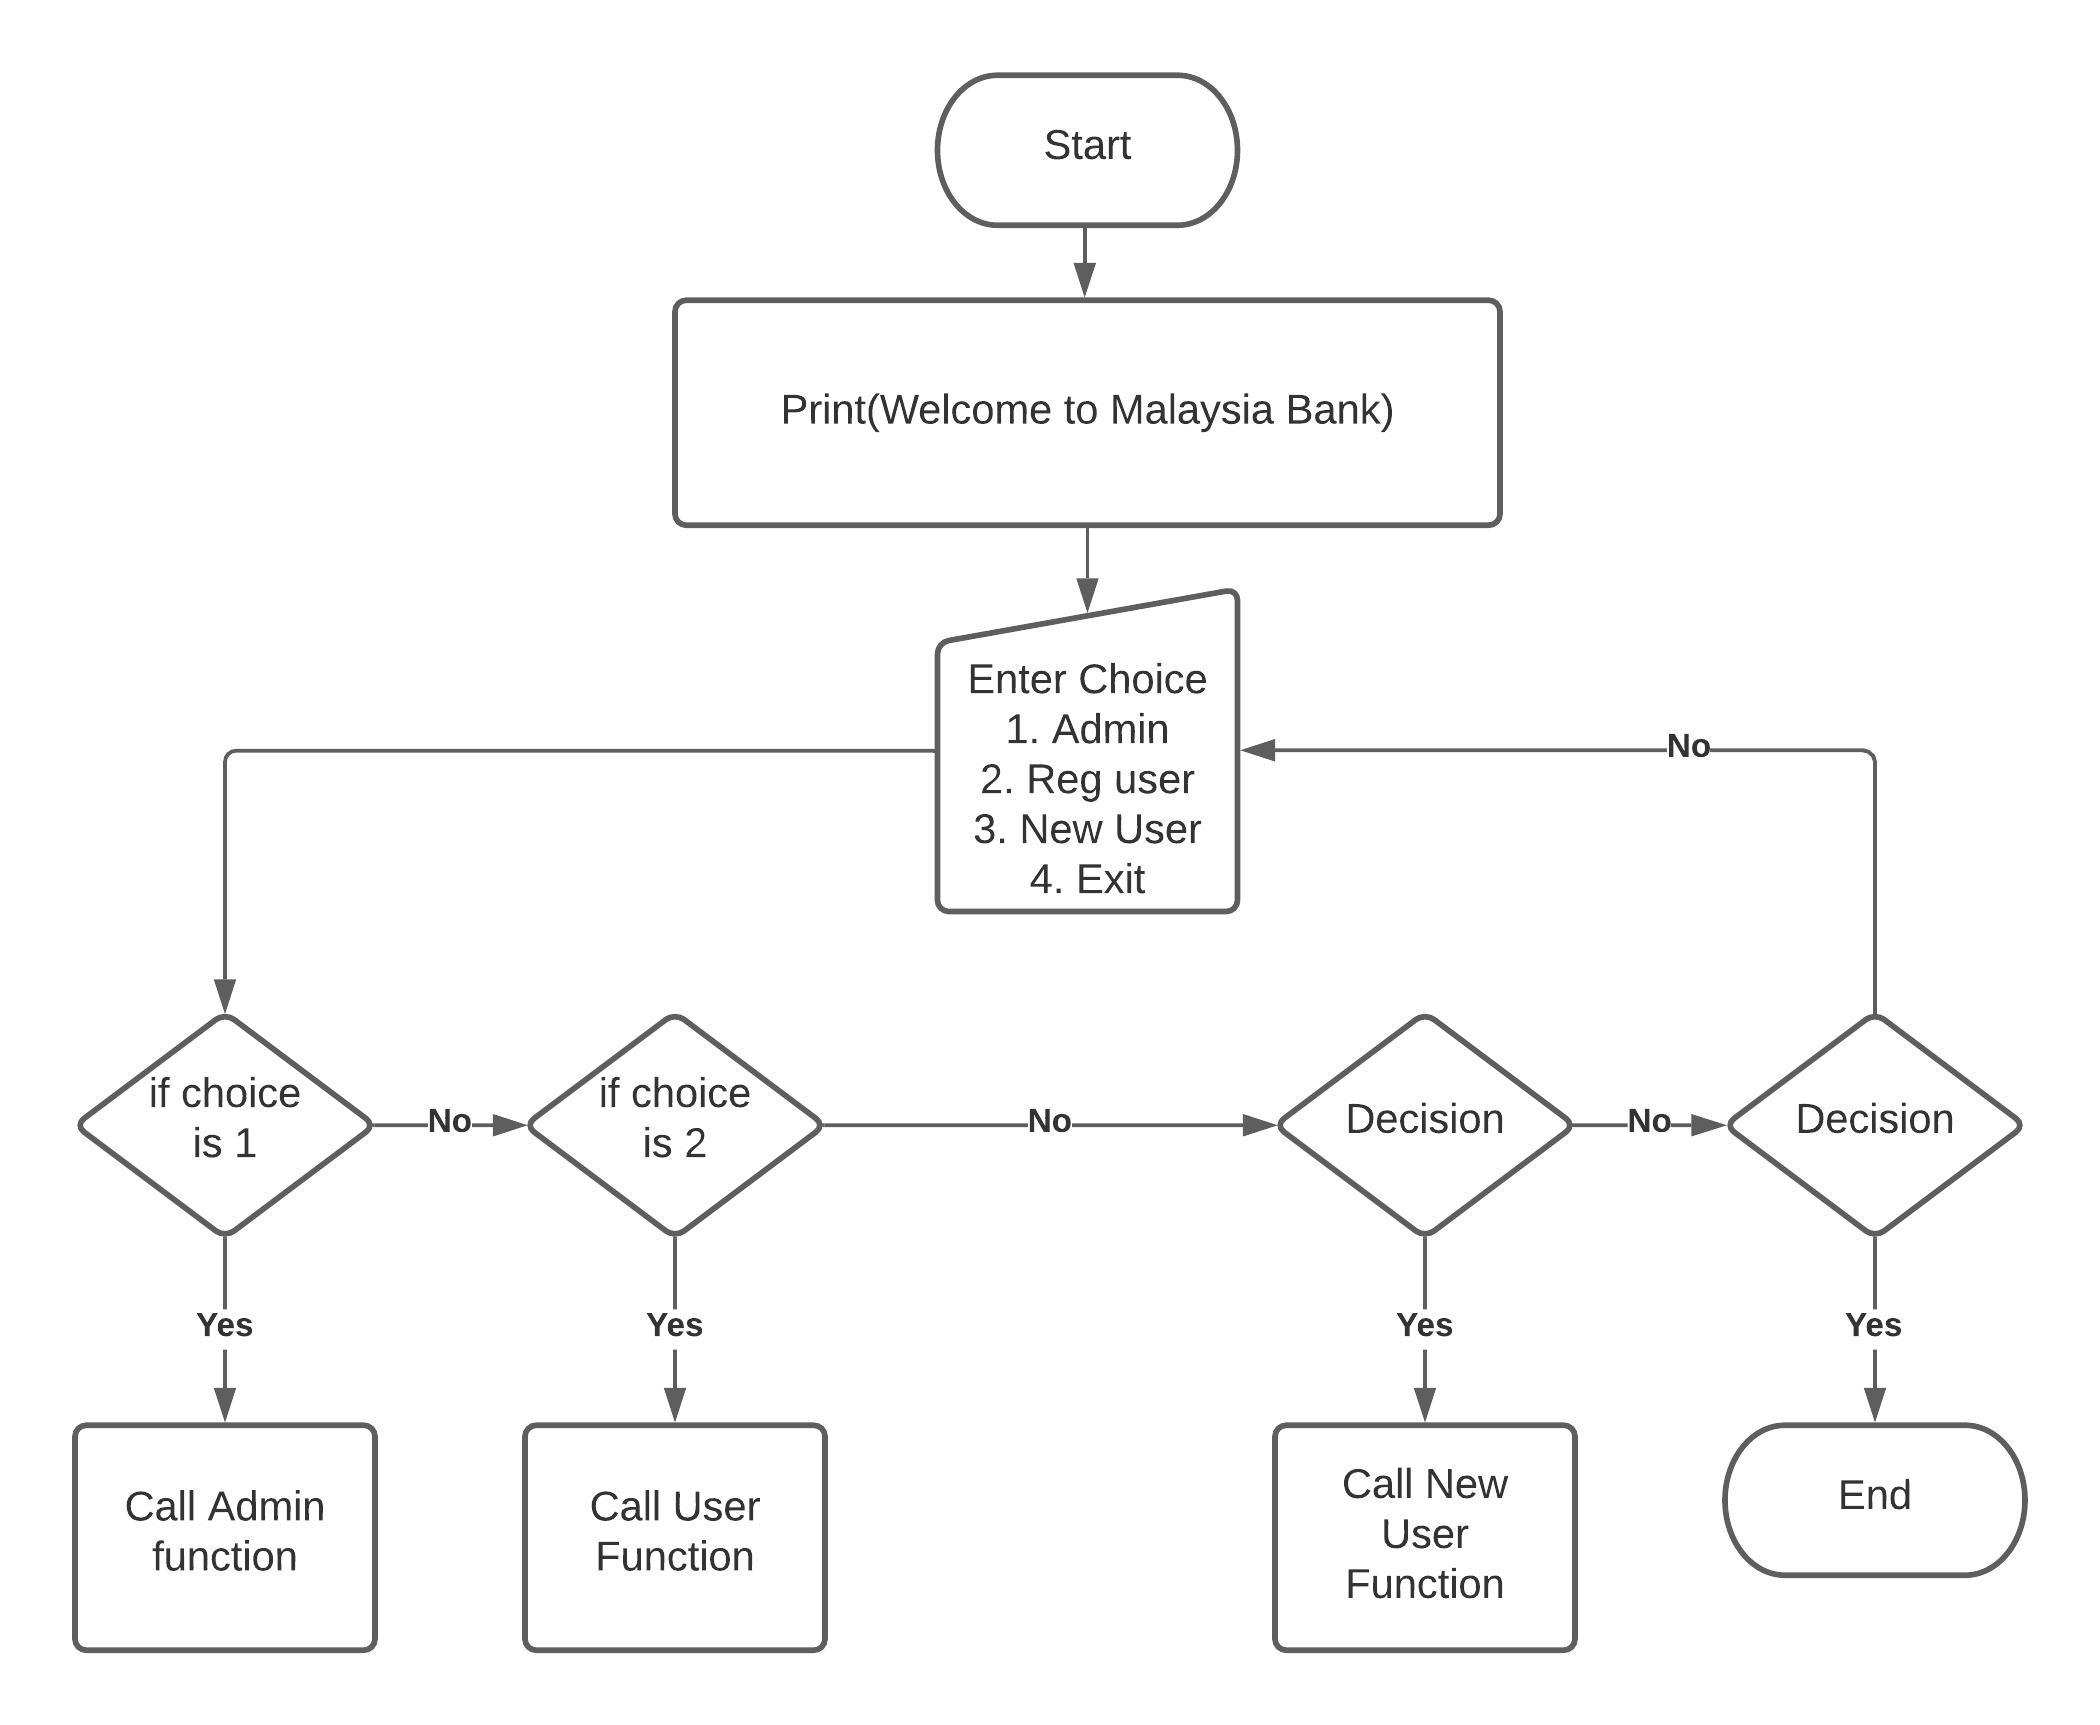 Start
Print(Welcome to Malaysia Bank)
Enter Choice
1. Admin
2. Reg user
3. New User
4. Exit
No
if choice
is 1
No
if choice
is 2
No
Decision
No
Decision
Yes
Yes
Yes
Yes
Call Admin
function
Call User
Function
Call New
User
Function
End